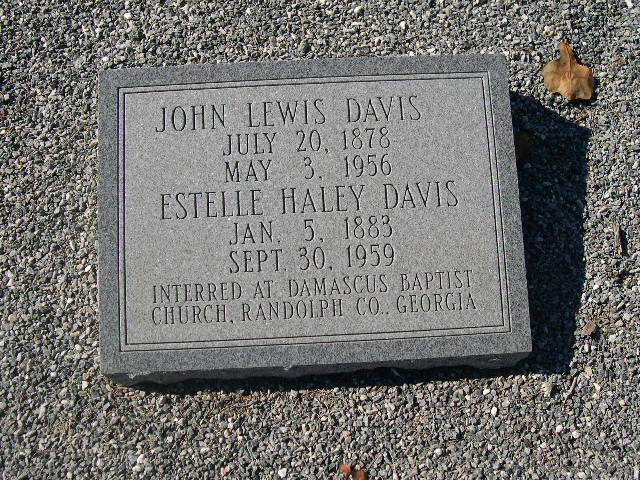 JOHN LEWIS DAVIS
JULY 20, 1878
MAY 3, 1956
ESTELLE HALEY DAVIS
JAN. 5, 1883
SEPT. 30, 1959
INTERRED AT DAMASCUS BAPTIST
CHURCH, RANDOLPH CO., GEORGIA